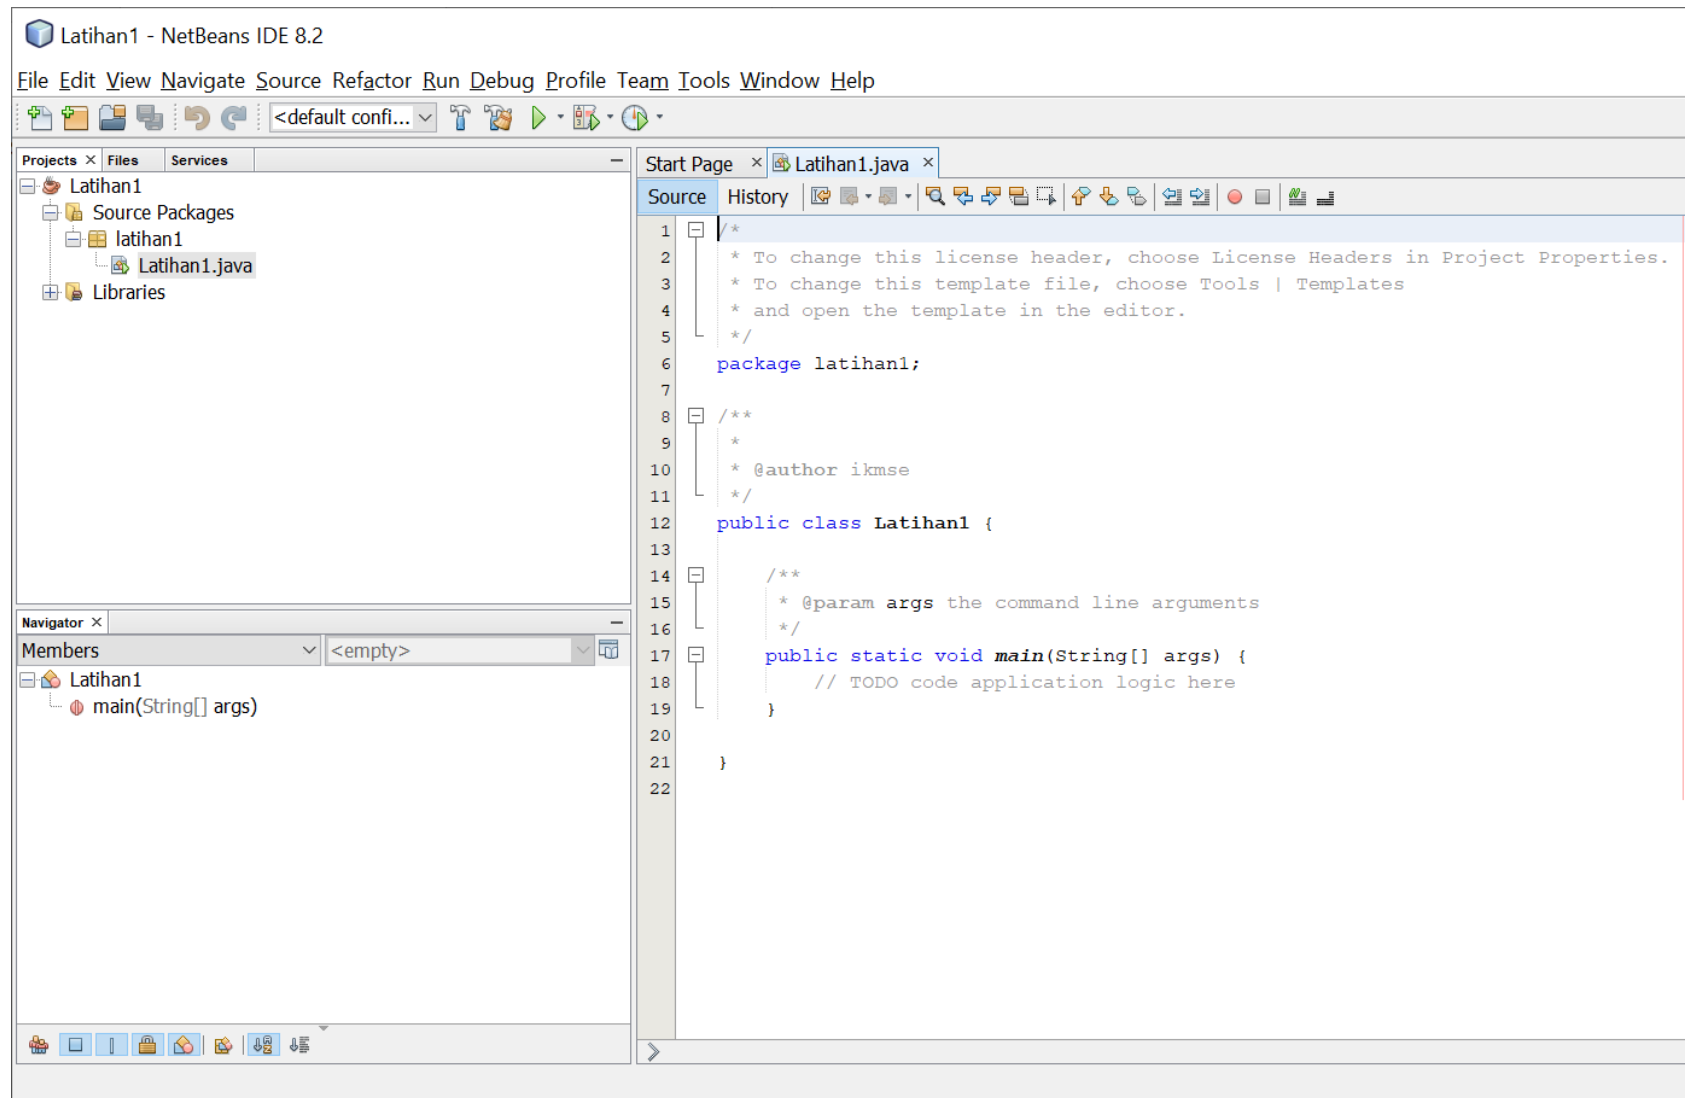 Latihan1 - NetBeans IDE 8.2
File Edit View Navigate Source Refactor Run Debug Profile Team Tools Window Help
<default confi...
Projects Files Services
Latihan1
Source Packages
latihan1
Latihan1.java
Libraries
Navigator
Members <empty>
Latihan1
main(String[] args)
Start Page Latihan1.java
Source History
1 /*
2 * To change this license header, choose License Headers in Project Properties.
3 * To change this template file, choose Tools | Templates
4 * and open the template in the editor.
5 */
6 package latihan1;
7
8 /**
9 *
10 * @author ikmse
11 */
12 public class Latihan1 {
13
14 /**
15 * @param args the command line arguments
16 */
17 public static void main(String[] args) {
18 // TODO code application logic here
19 }
20
21 }
22